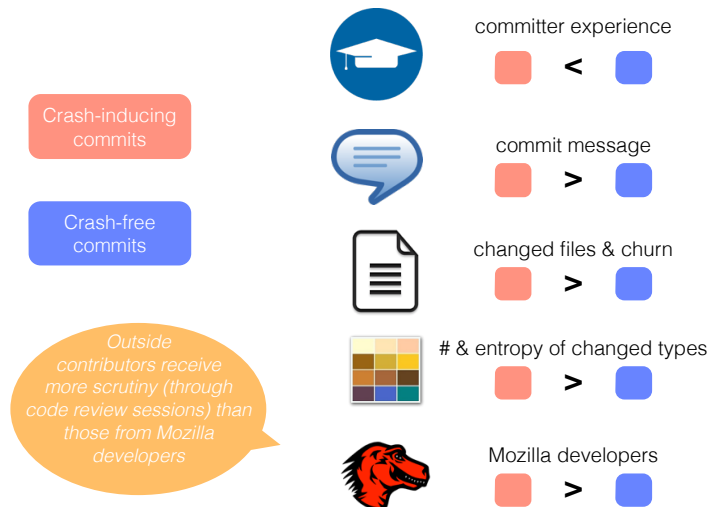 committer experience
<
Crash-inducing
commits
commit message
>
Crash-free
commits
changed files & churn
>
Outside
contributors receive
more scrutiny (through
code review sessions) than
those from Mozilla
developers
# & entropy of changed types
>
Mozilla developers
>